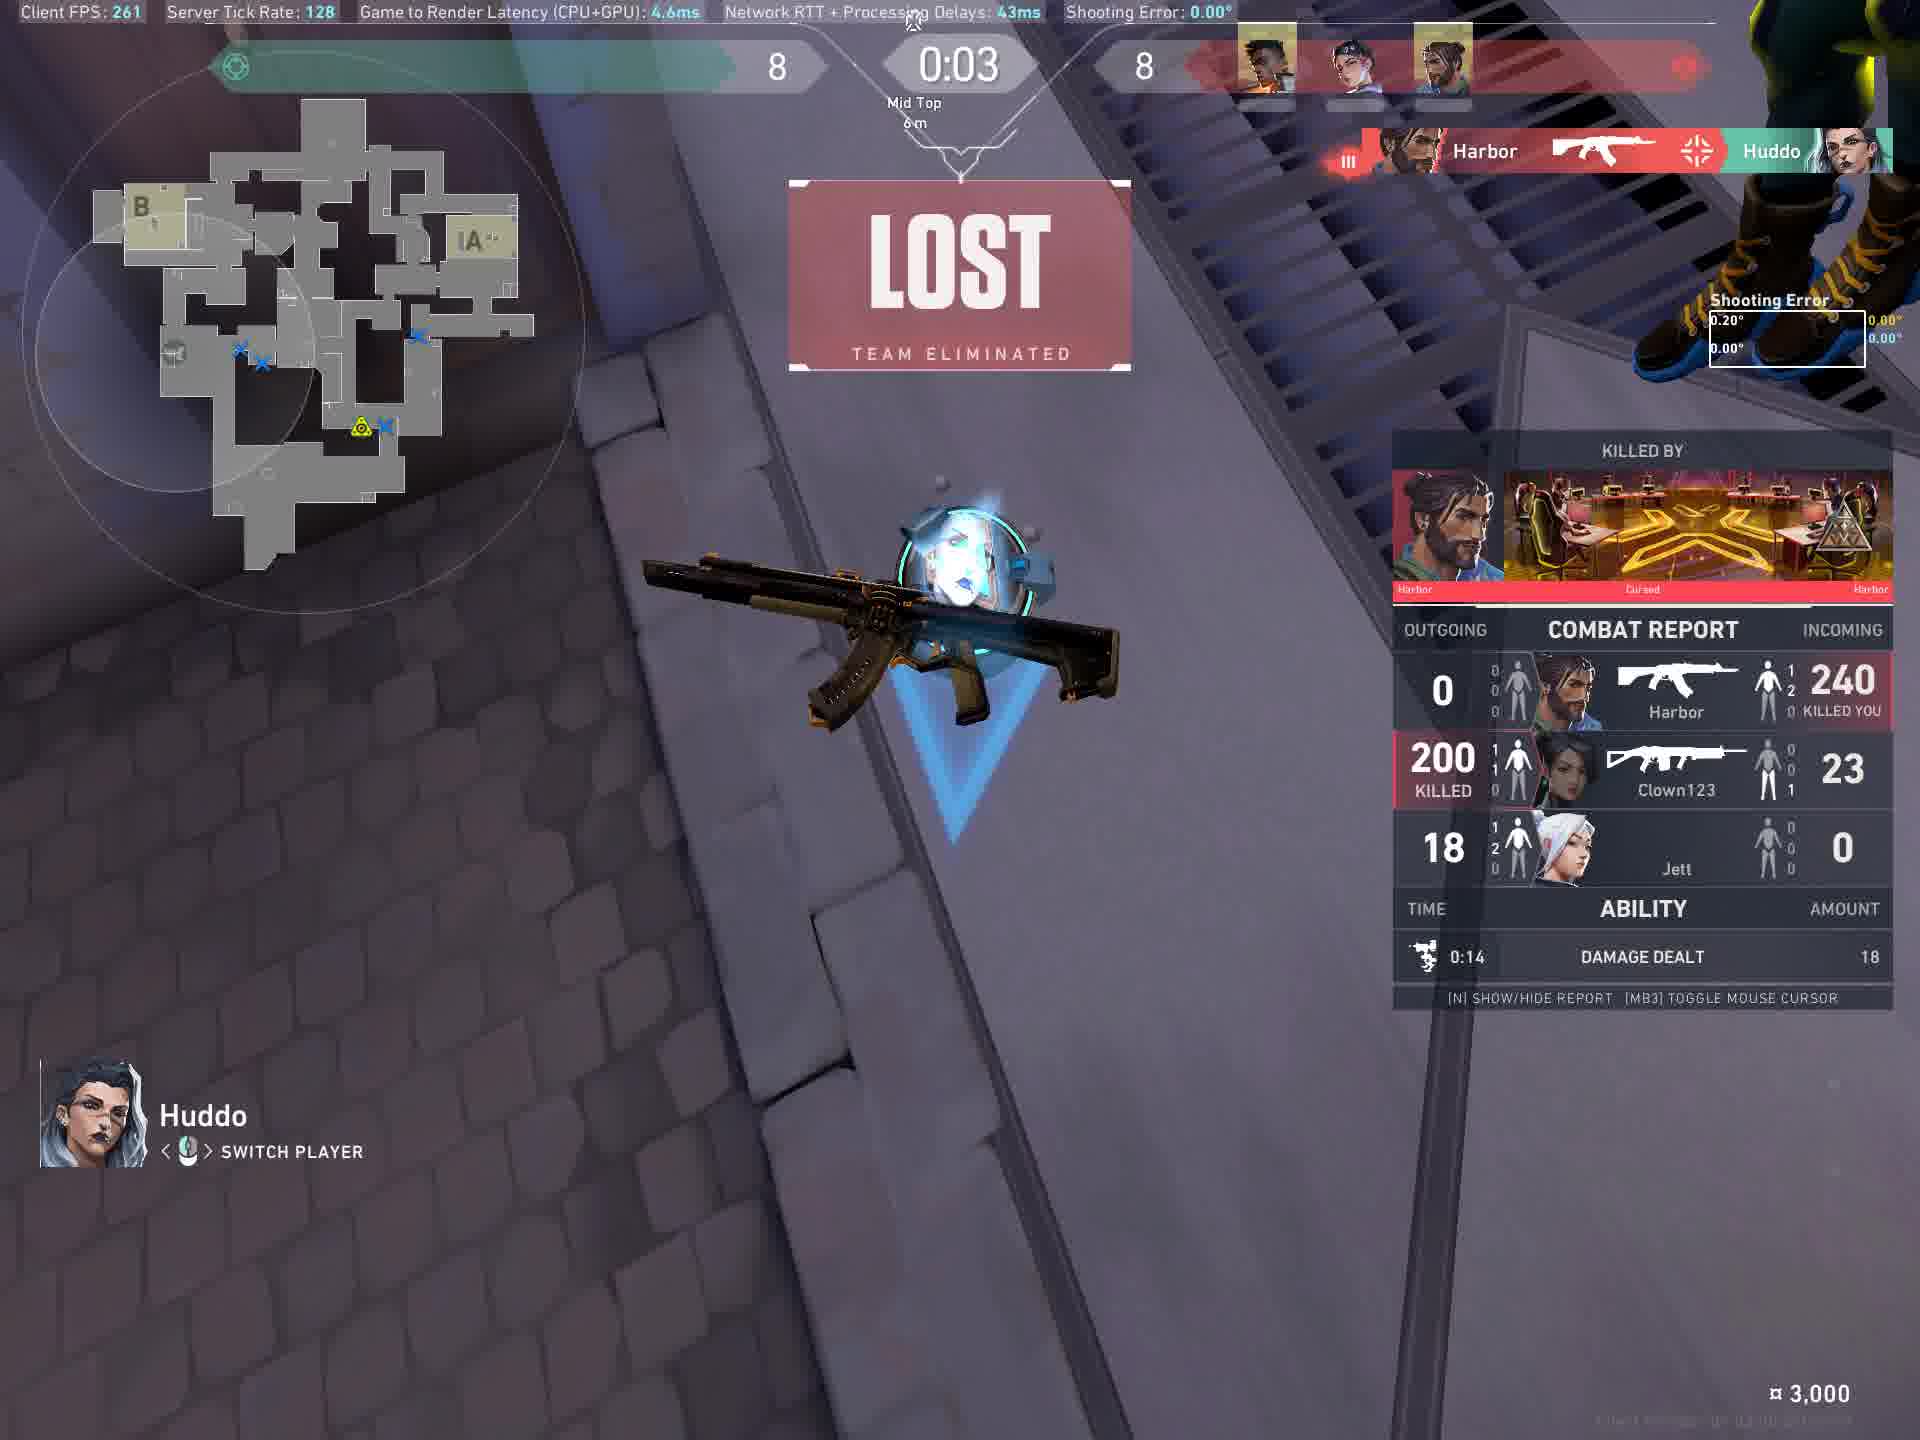 Client FPS: 261 Server Tick Rate: 128 Game to Render Latency (CPU+GPU): 4.6ms Network RTT + Processing Delays: 43ms Shooting Error: 0.00°
8 0:03 8
Mid Top
6 m
Harbor Huddo
LOST
TEAM ELIMINATED
B
A
Shooting Error
0.20° 0.00°
0.00° 0.00°
KILLED BY
Harbor Cursed Harbor
OUTGOING COMBAT REPORT INCOMING
0 0 0 0 Harbor 1 2 0 240 KILLED YOU
200 KILLED 1 1 0 Clown123 0 0 1 23
18 1 2 0 Jett 0 0 0 0
TIME ABILITY AMOUNT
0:14 DAMAGE DEALT 18
[N] SHOW/HIDE REPORT [MB3] TOGGLE MOUSE CURSOR
Huddo
< > SWITCH PLAYER
¤ 3,000